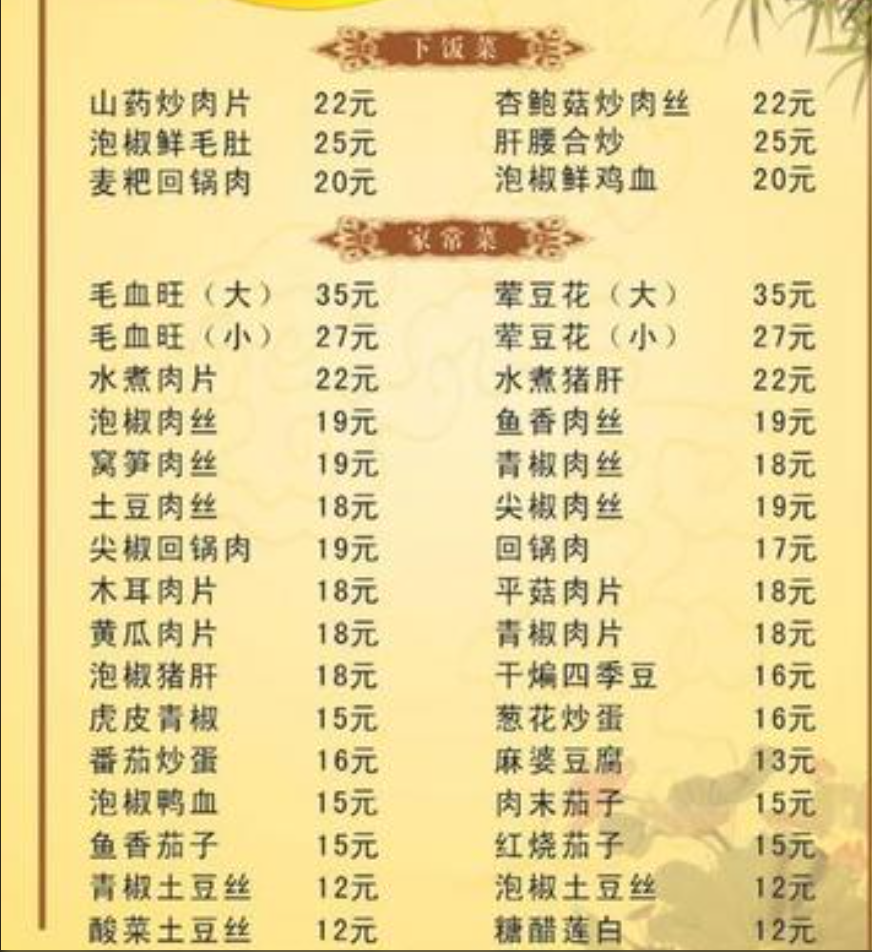 下饭菜
山药炒肉片 22元 杏鲍菇炒肉丝 22元
泡椒鲜毛肚 25元 肝腰合炒 25元
麦粑回锅肉 20元 泡椒鲜鸡血 20元
家常菜
毛血旺（大） 35元 荤豆花（大） 35元
毛血旺（小） 27元 荤豆花（小） 27元
水煮肉片 22元 水煮猪肝 22元
泡椒肉丝 19元 鱼香肉丝 19元
窝笋肉丝 19元 青椒肉丝 18元
土豆肉丝 18元 尖椒肉丝 19元
尖椒回锅肉 19元 回锅肉 17元
木耳肉片 18元 平菇肉片 18元
黄瓜肉片 18元 青椒肉片 18元
泡椒猪肝 18元 干煸四季豆 16元
虎皮青椒 15元 葱花炒蛋 16元
番茄炒蛋 16元 麻婆豆腐 13元
泡椒鸭血 15元 肉末茄子 15元
鱼香茄子 15元 红烧茄子 15元
青椒土豆丝 12元 泡椒土豆丝 12元
酸菜土豆丝 12元 糖醋莲白 12元